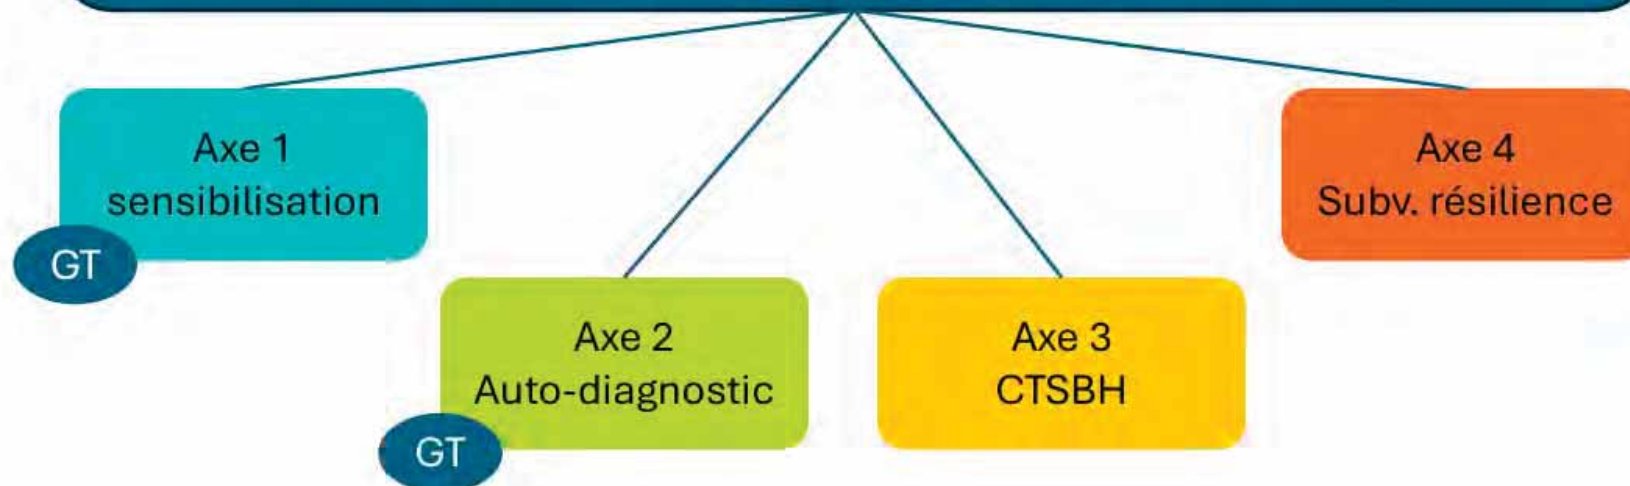 Axe 1
sensibilisation
GT
Axe 2
Auto-diagnostic
GT
Axe 3
CTSBH
Axe 4
Subv. résilience